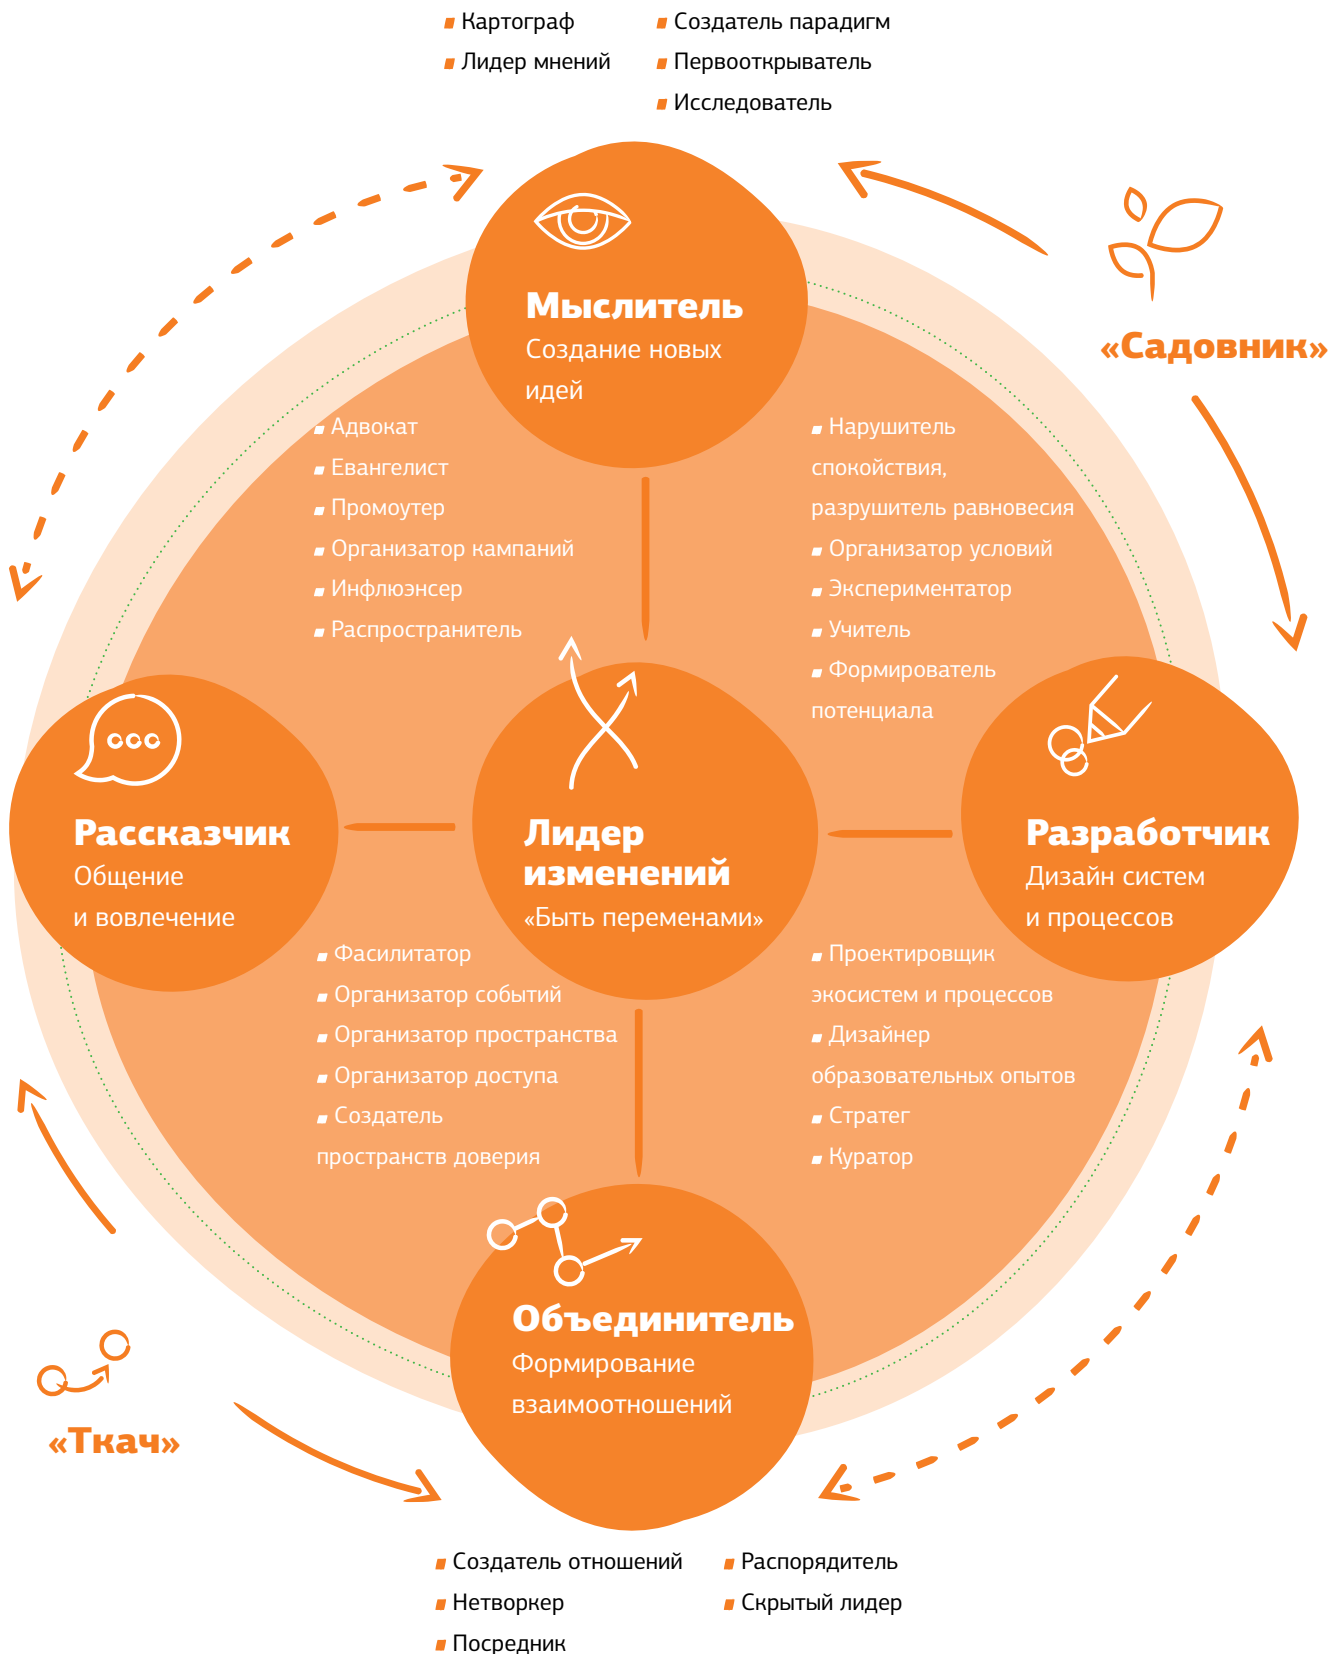 Картограф
Лидер мнений
Создатель парадигм
Первооткрыватель
Исследователь
Мыслитель
Создание новых
идей
«Садовник»
Адвокат
Евангелист
Промоутер
Организатор кампаний
Инфлюэнсер
Распространитель
Нарушитель
спокойствия,
разрушитель равновесия
Организатор условий
Экспериментатор
Учитель
Формирователь
потенциала
Рассказчик
Общение
и вовлечение
Лидер
изменений
«Быть переменами»
Разработчик
Дизайн систем
и процессов
Фасилитатор
Организатор событий
Организатор пространства
Организатор доступа
Создатель
пространств доверия
Проектировщик
экосистем и процессов
Дизайнер
образовательных опытов
Стратег
Куратор
Объединитель
Формирование
взаимоотношений
«Ткач»
Создатель отношений
Нетворкер
Посредник
Распорядитель
Скрытый лидер